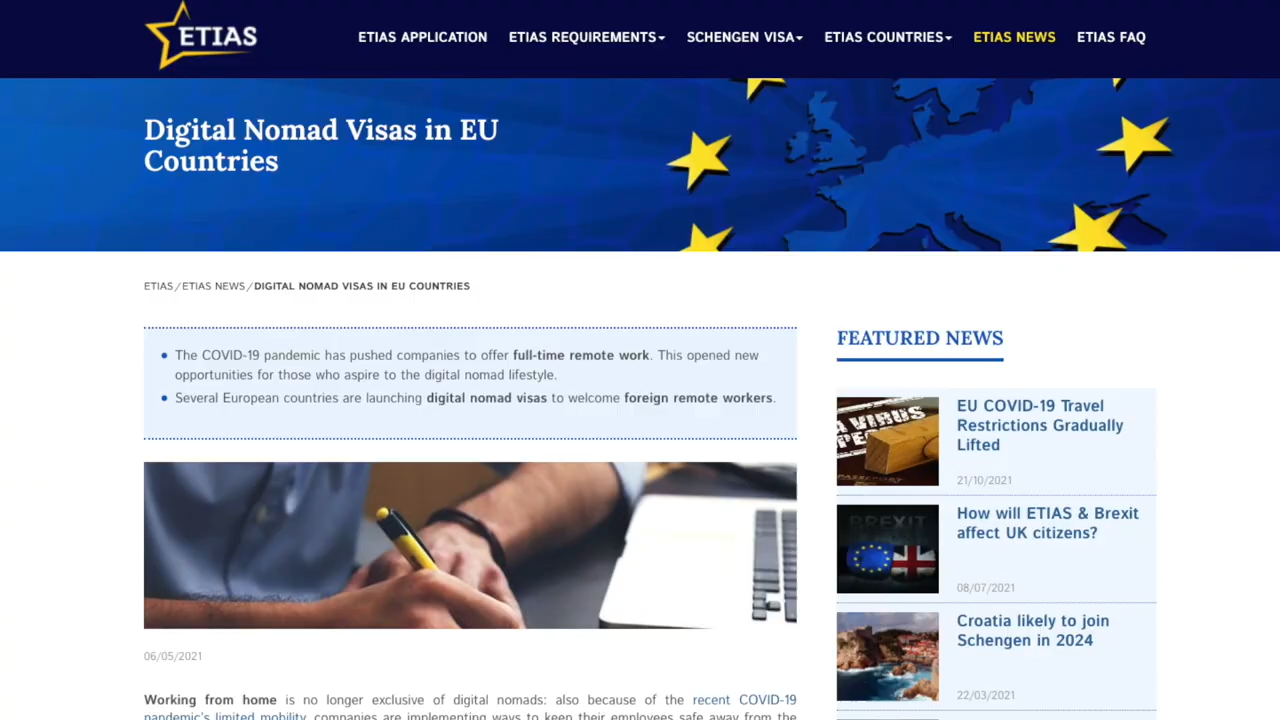 ETIAS
ETIAS APPLICATION
ETIAS REQUIREMENTS
SCHENGEN VISA
ETIAS COUNTRIES
ETIAS NEWS
ETIAS FAQ
Digital Nomad Visas in EU
Countries
ETIAS/ETIAS NEWS/DIGITAL NOMAD VISAS IN EU COUNTRIES
The COVID-19 pandemic has pushed companies to offer full-time remote work. This opened new
opportunities for those who aspire to the digital nomad lifestyle.
Several European countries are launching digital nomad visas to welcome foreign remote workers.
06/05/2021
Working from home is no longer exclusive of digital nomads: also because of the recent COVID-19
pandemic's limited mobility, companies are implementing ways to keep their employees safe away from the
FEATURED NEWS
VIRUS
EU COVID-19 Travel
Restrictions Gradually
Lifted
21/10/2021
BREXIT
How will ETIAS & Brexit
affect UK citizens?
08/07/2021
Croatia likely to join
Schengen in 2024
22/03/2021